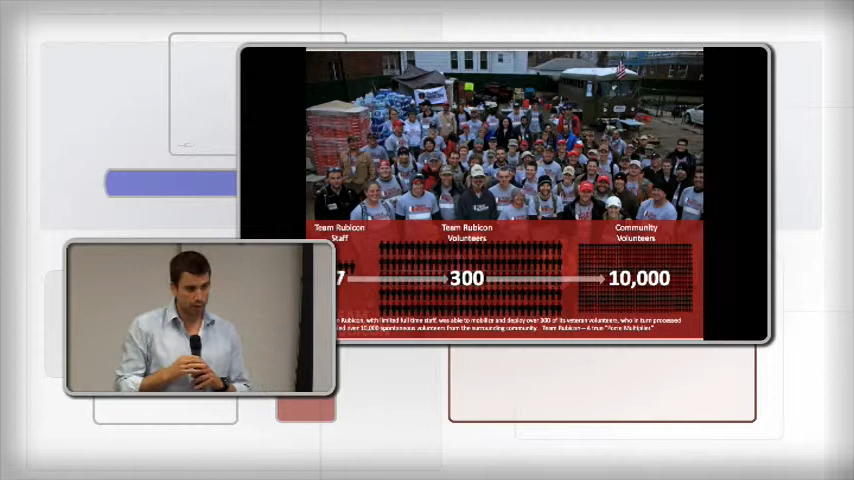 Team Rubicon
Staff
Team Rubicon
Volunteers
Community
Volunteers
7
300
10,000
Rubicon, with limited full time staff, was able to mobilize and deploy over 300 of its veteran volunteers, who in turn processed
led over 10,000 spontaneous volunteers from the surrounding community. Team Rubicon—A true "Force Multiplier."